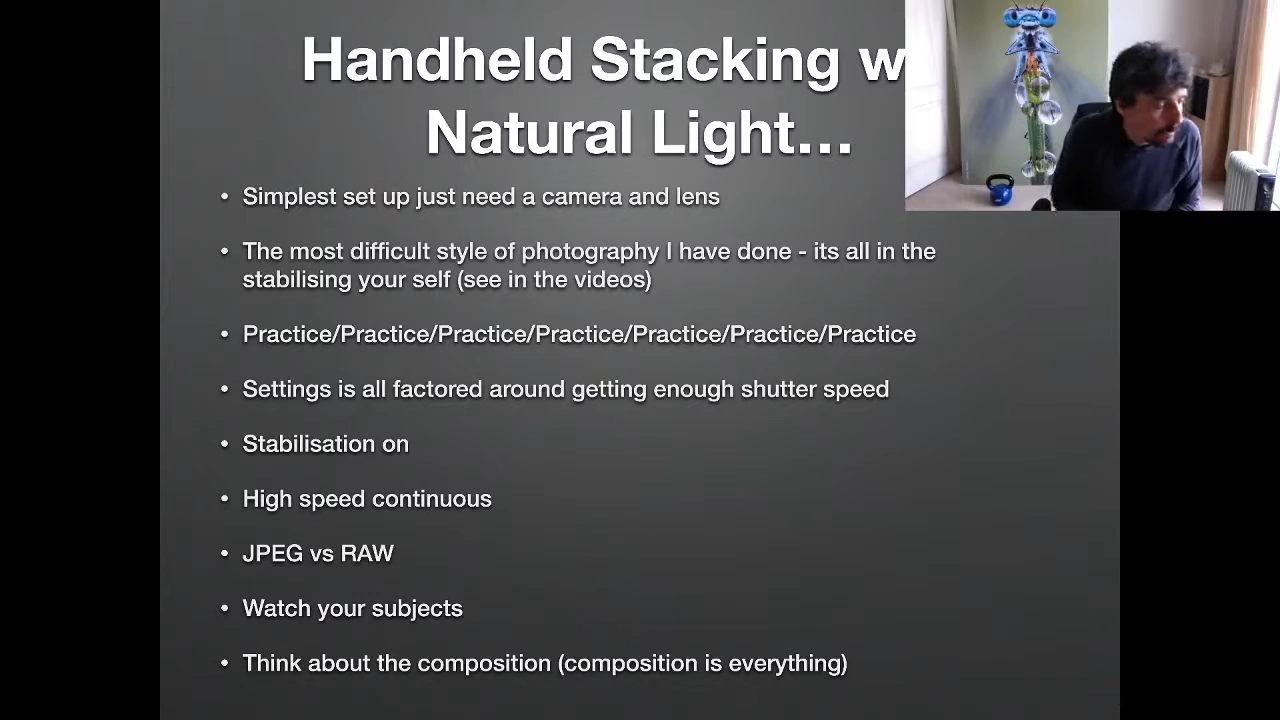 Handheld Stacking w
Natural Light...
• Simplest set up just need a camera and lens
• The most difficult style of photography I have done - its all in the
stabilising your self (see in the videos)
• Practice/Practice/Practice/Practice/Practice/Practice/Practice
• Settings is all factored around getting enough shutter speed
• Stabilisation on
• High speed continuous
• JPEG vs RAW
• Watch your subjects
• Think about the composition (composition is everything)